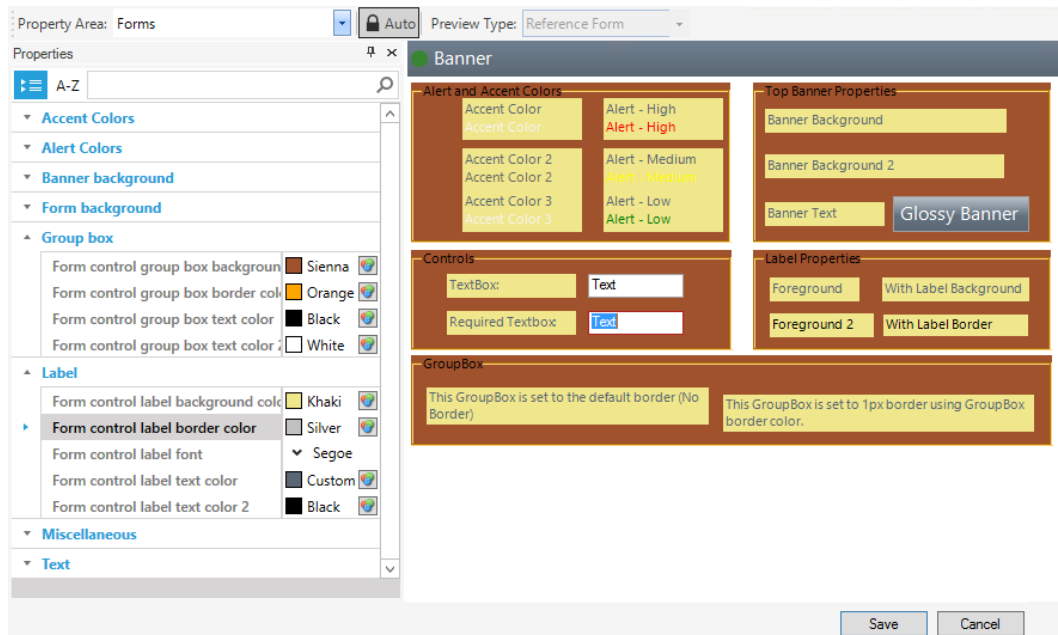 Property Area: Forms Auto Preview Type: Reference Form
Properties
A-Z
Accent Colors
Alert Colors
Banner background
Form background
Group box
Form control group box backgroun Sienna
Form control group box border col Orange
Form control group box text color Black
Form control group box text color 2 White
Label
Form control label background colo Khaki
Form control label border color Silver
Form control label font Segoe
Form control label text color Custom
Form control label text color 2 Black
Miscellaneous
Text
Banner
Alert and Accent Colors
Accent Color
Accent Color
Alert - High
Alert - High
Accent Color 2
Accent Color 2
Alert - Medium
Alert - Medium
Accent Color 3
Accent Color 3
Alert - Low
Alert - Low
Top Banner Properties
Banner Background
Banner Background 2
Banner Text
Glossy Banner
Controls
TextBox:
Text
Required Textbox:
Text
Label Properties
Foreground
With Label Background
Foreground 2
With Label Border
GroupBox
This GroupBox is set to the default border (No
Border)
This GroupBox is set to 1px border using GroupBox
border color.
Save
Cancel